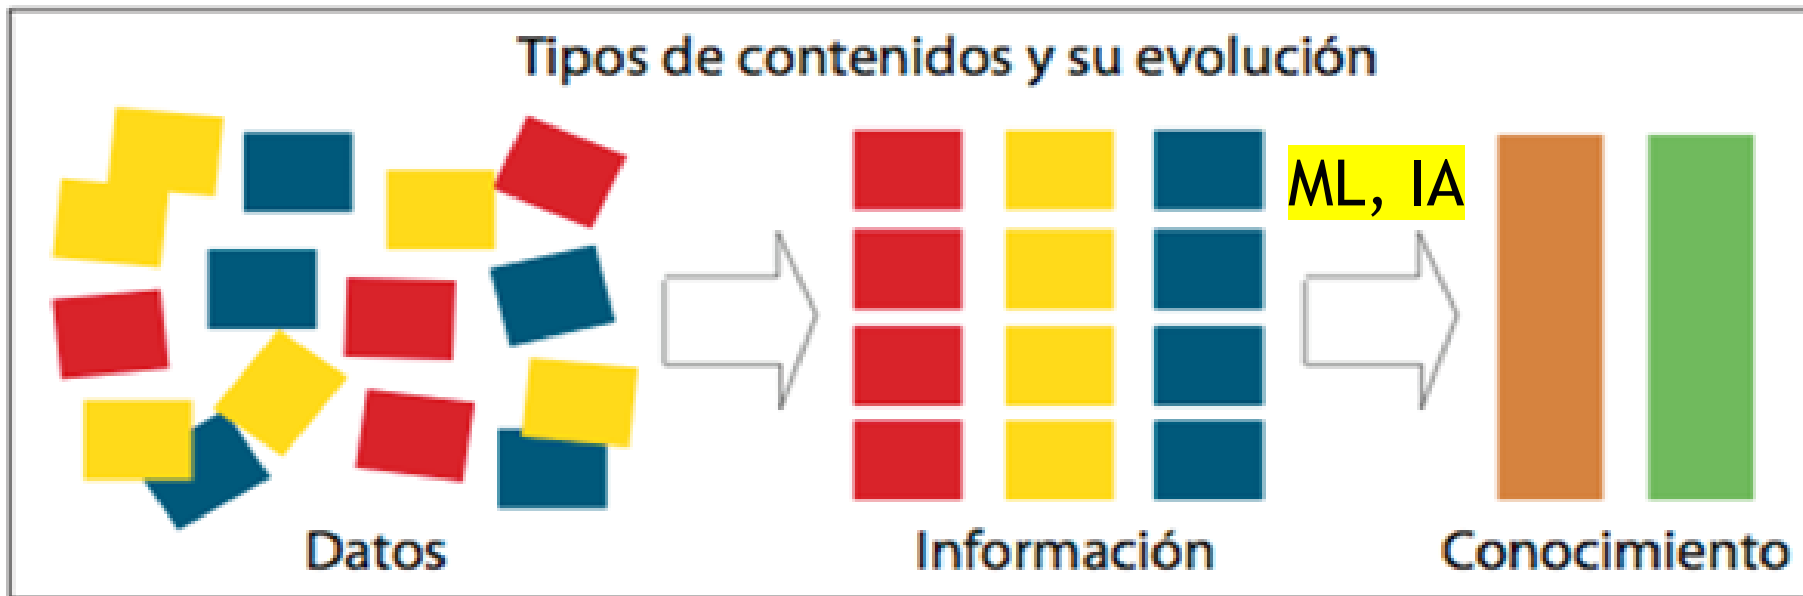 Tipos de contenidos y su evolución
ML, IA
Datos
Información
Conocimiento